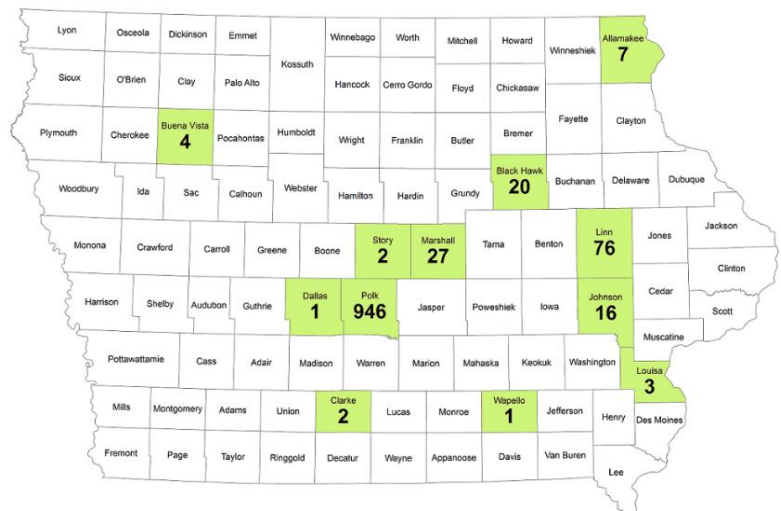 Lyon
Osceola
Dickinson
Emmet
Winnebago
Worth
Mitchell
Howard
Winneshiek
Allamakee
7
Kossuth
Sioux
O'Brien
Clay
Palo Alto
Hancock
Cerro Gordo
Floyd
Chickasaw
Fayette
Clayton
Plymouth
Cherokee
Buena Vista
4
Pocahontas
Humboldt
Wright
Franklin
Butler
Bremer
Woodbury
Ida
Sac
Calhoun
Webster
Hamilton
Hardin
Grundy
Black Hawk
20
Buchanan
Delaware
Dubuque
Monona
Crawford
Carroll
Greene
Boone
Story
2
Marshall
27
Tama
Benton
Linn
76
Jones
Jackson
Clinton
Harrison
Shelby
Audubon
Guthrie
Dallas
1
Polk
946
Jasper
Poweshiek
Iowa
Johnson
16
Cedar
Scott
Muscatine
Pottawattamie
Cass
Adair
Madison
Warren
Marion
Mahaska
Keokuk
Washington
Louisa
3
Mills
Montgomery
Adams
Union
Clarke
2
Lucas
Monroe
Wapello
1
Jefferson
Henry
Des Moines
Fremont
Page
Taylor
Ringgold
Decatur
Wayne
Appanoose
Davis
Van Buren
Lee